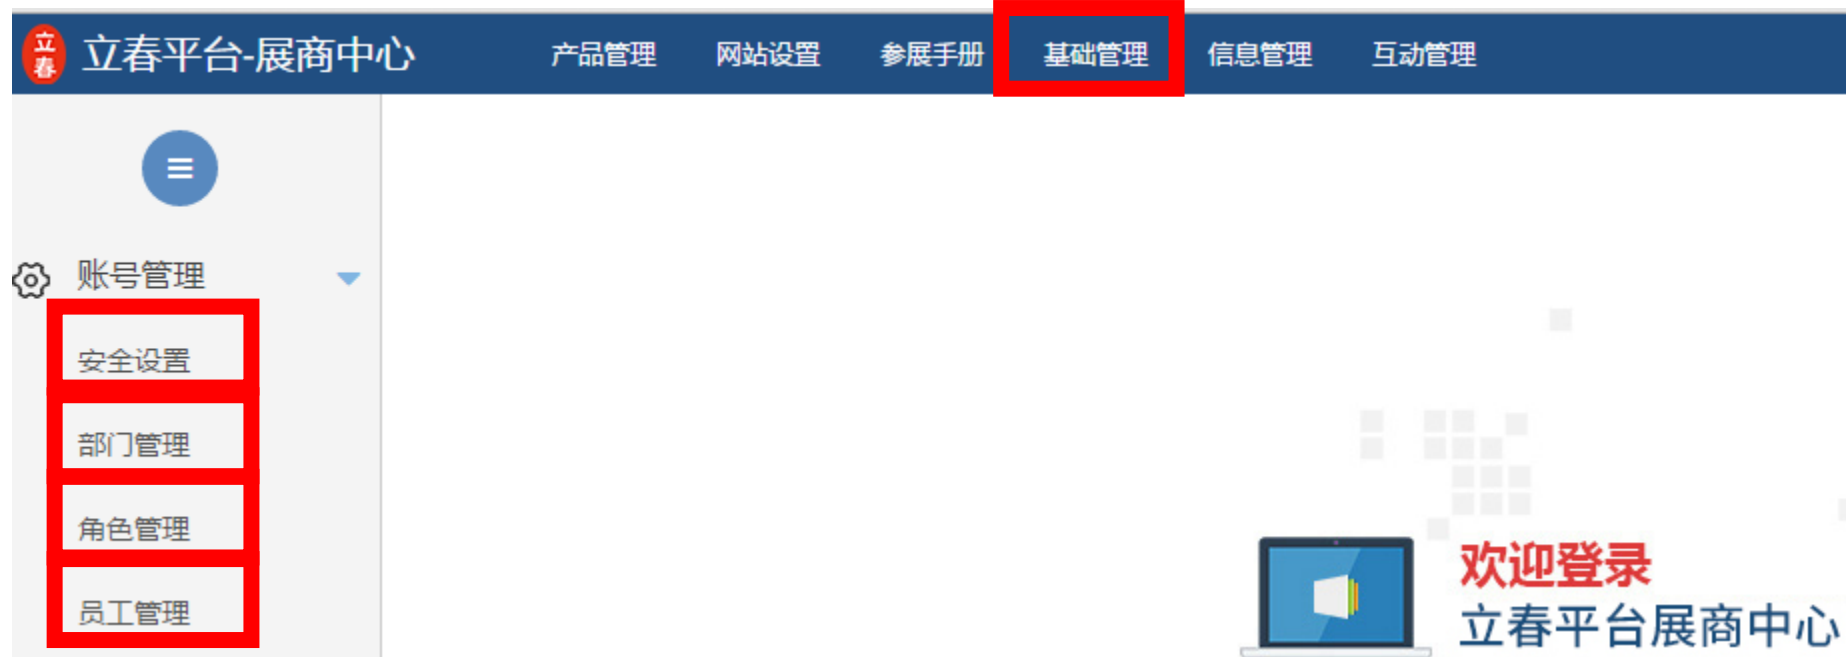 立春
立春平台-展商中心 产品管理 网站设置 参展手册 基础管理 信息管理 互动管理
账号管理
安全设置
部门管理
角色管理
员工管理
欢迎登录
立春平台展商中心